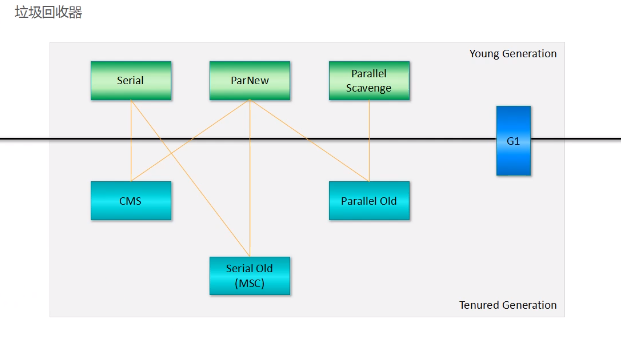 垃圾回收器
Young Generation
Serial
ParNew
Parallel
Scavenge
G1
CMS
Parallel Old
Serial Old
(MSC)
Tenured Generation